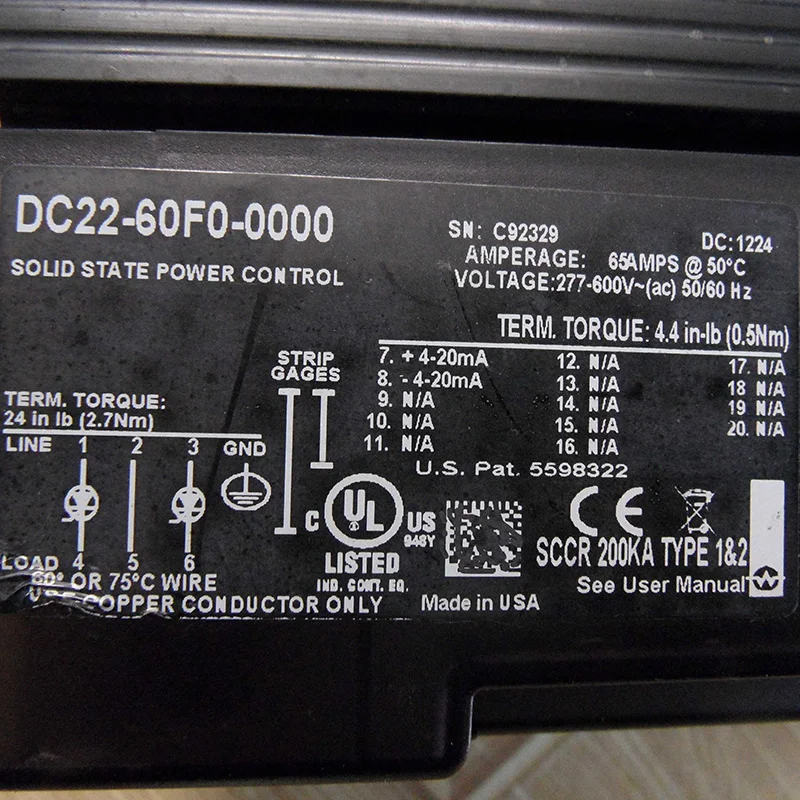 DC22-60F0-0000
SOLID STATE POWER CONTROL
SN: C92329
DC:1224
AMPERAGE: 65AMPS @ 50°C
VOLTAGE:277-600V~(ac) 50/60 Hz
TERM. TORQUE: 4.4 in-lb (0.5Nm)
7. + 4-20mA
8. - 4-20mA
9. N/A
10. N/A
11. N/A
12. N/A
13. N/A
14. N/A
15. N/A
16. N/A
17. N/A
18 N/A
19 N/A
20. N/A
U.S. Pat. 5598322
STRIP
GAGES
TERM. TORQUE:
24 in lb (2.7Nm)
LINE 1 2 3 GND
LOAD 4 5 6
OR 75°C WIRE
COPPER CONDUCTOR ONLY
C UL US
948Y
LISTED
IND. CONT. EQ.
Made in USA
CE
SCCR 200KA TYPE 1&2
See User Manual
W